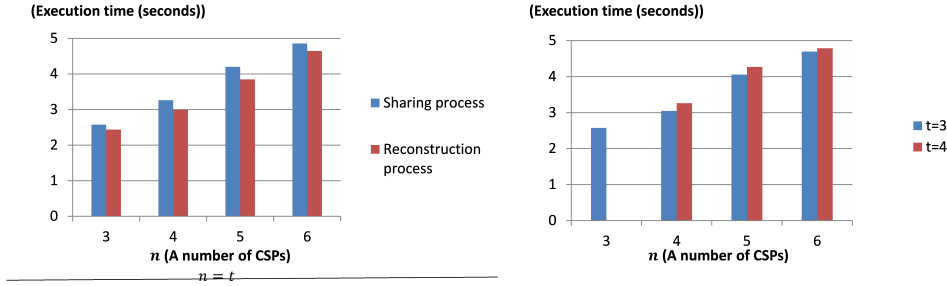 (Execution time (seconds))
5
4
3
2
1
0
3 4 5 6
n (A number of CSPs)
n = t
Sharing process
Reconstruction
process
(Execution time (seconds))
5
4
3
2
1
0
3 4 5 6
n (A number of CSPs)
t=3
t=4